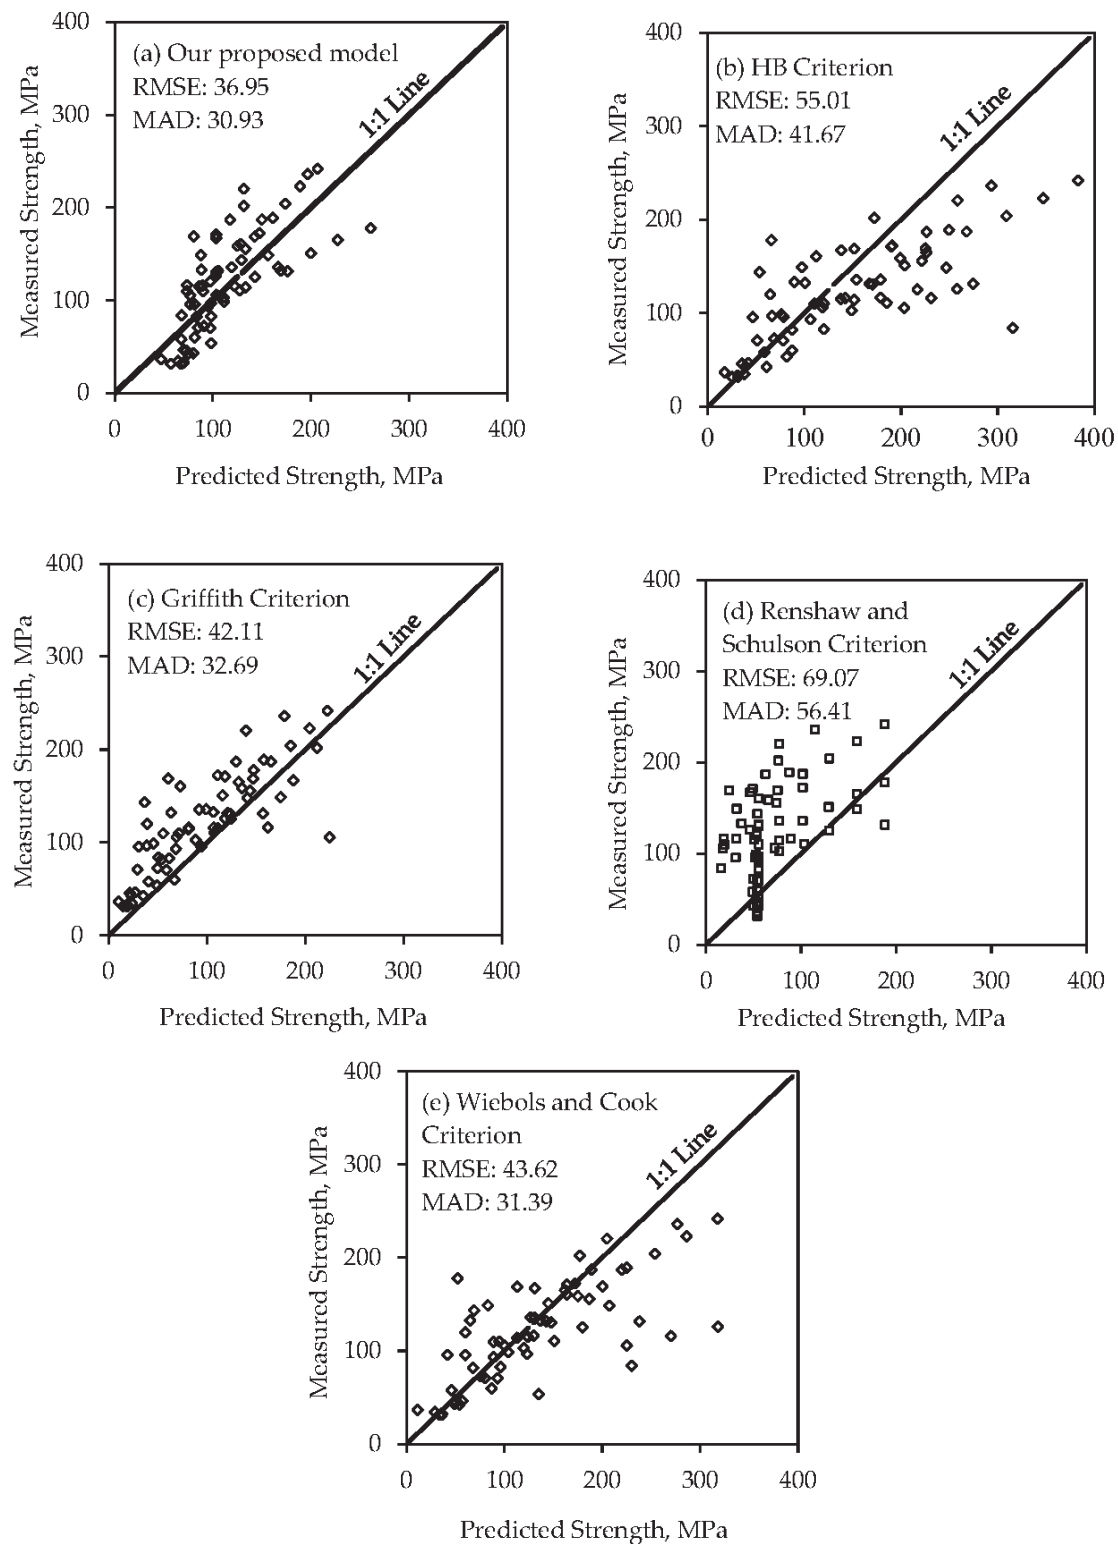 (a) Our proposed model
RMSE: 36.95
MAD: 30.93
1:1 Line
400
300
200
100
0
0 100 200 300 400
Measured Strength, MPa
Predicted Strength, MPa
(b) HB Criterion
RMSE: 55.01
MAD: 41.67
1:1 Line
400
300
200
100
0
0 100 200 300 400
Measured Strength, MPa
Predicted Strength, MPa
(c) Griffith Criterion
RMSE: 42.11
MAD: 32.69
1:1 Line
400
300
200
100
0
0 100 200 300 400
Measured Strength, MPa
Predicted Strength, MPa
(d) Renshaw and
Schulson Criterion
RMSE: 69.07
MAD: 56.41
1:1 Line
400
300
200
100
0
0 100 200 300 400
Measured Strength, MPa
Predicted Strength, MPa
(e) Wiebols and Cook
Criterion
RMSE: 43.62
MAD: 31.39
1:1 Line
400
300
200
100
0
0 100 200 300 400
Measured Strength, MPa
Predicted Strength, MPa